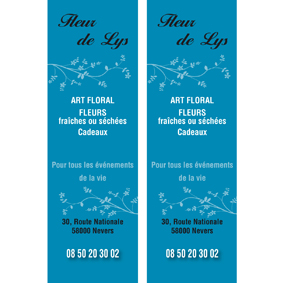 Fleur
de Lys
ART FLORAL
FLEURS
fraîches ou séchées
Cadeaux
Pour tous les événements
de la vie
30, Route Nationale
58000 Nevers
08 50 20 30 02
Fleur
de Lys
ART FLORAL
FLEURS
fraîches ou séchées
Cadeaux
Pour tous les événements
de la vie
30, Route Nationale
58000 Nevers
08 50 20 30 02